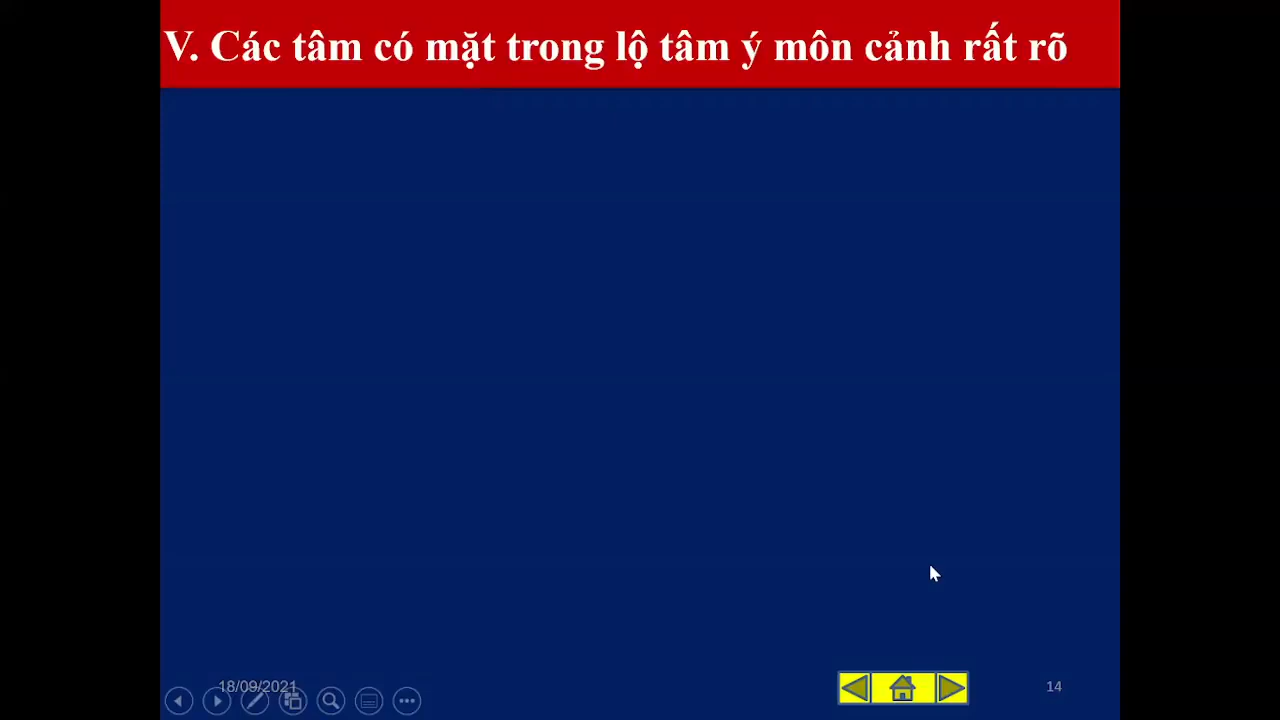 V. Các tâm có mặt trong lộ tâm ý môn cảnh rất rõ
18/09/2021
14